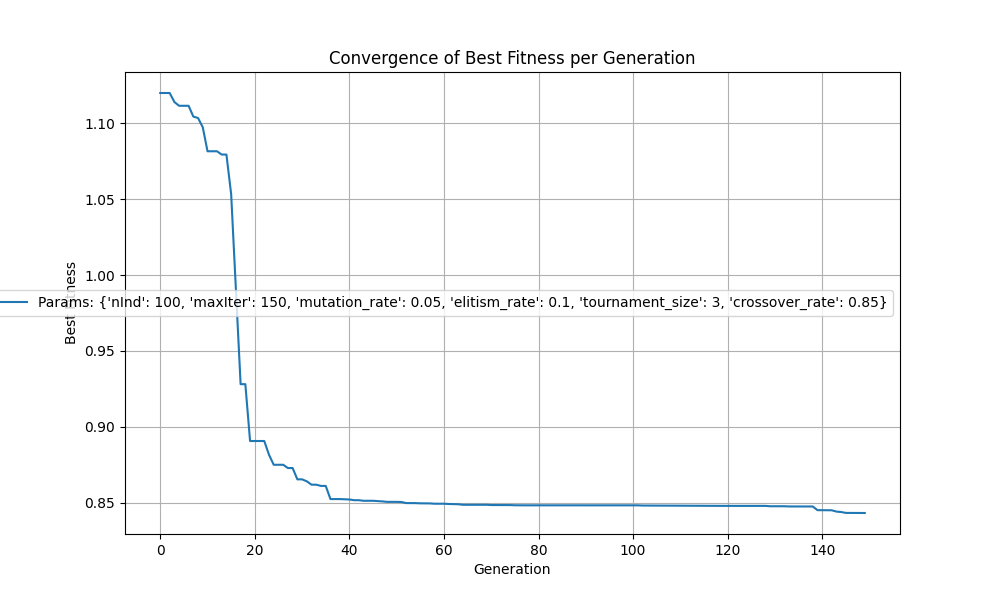 Convergence of Best Fitness per Generation
1.10
1.05
1.00
0.95
0.90
0.85
Best
ness
Params: {'nInd': 100, 'maxIter': 150, 'mutation_rate': 0.05, 'elitism_rate': 0.1, 'tournament_size': 3, 'crossover_rate': 0.85}
0 20 40 60 80 100 120 140
Generation